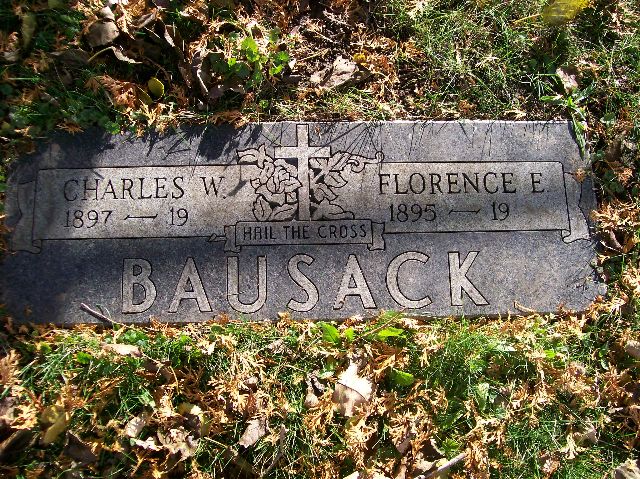 CHARLES W.
1897 — 19
HAIL THE CROSS
FLORENCE E.
1895 — 19
BAUSACK